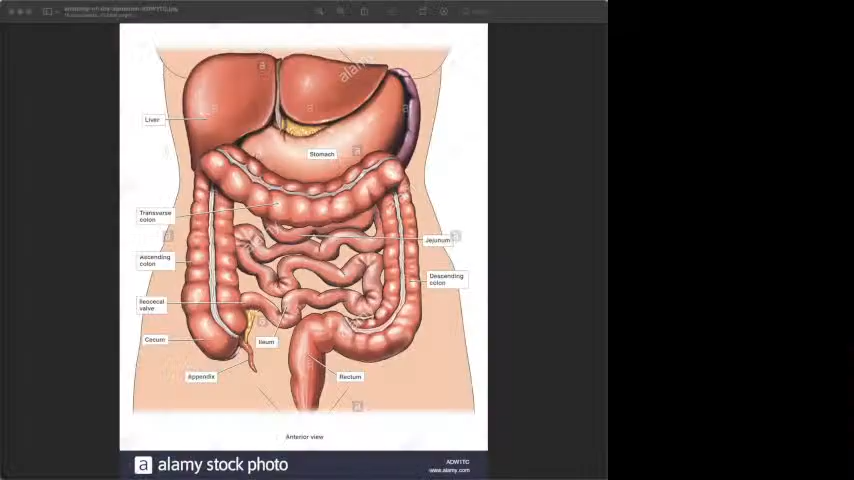 Liver
Stomach
Transverse
colon
Jejunum
Ascending
colon
Descending
colon
Ileocecal
valve
Cecum
Ileum
Appendix
Rectum
Anterior view
a alamy stock photo
ADW1TC
www.alamy.com